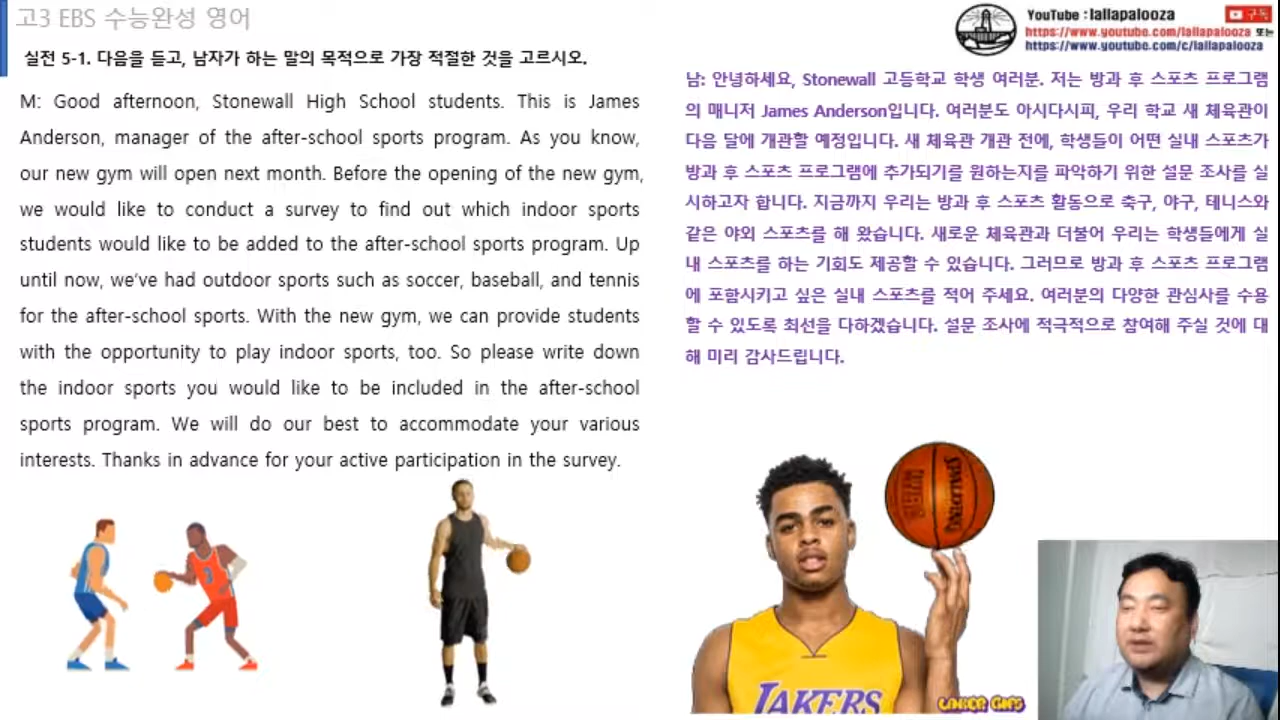 고3 EBS 수능완성 영어
실전 5-1. 다음을 듣고, 남자가 하는 말의 목적으로 가장 적절한 것을 고르시오.
M: Good afternoon, Stonewall High School students. This is James
Anderson, manager of the after-school sports program. As you know,
our new gym will open next month. Before the opening of the new gym,
we would like to conduct a survey to find out which indoor sports
students would like to be added to the after-school sports program. Up
until now, we've had outdoor sports such as soccer, baseball, and tennis
for the after-school sports. With the new gym, we can provide students
with the opportunity to play indoor sports, too. So please write down
the indoor sports you would like to be included in the after-school
sports program. We will do our best to accommodate your various
interests. Thanks in advance for your active participation in the survey.
YouTube : lallapalooza
구독
https://www.youtube.com/lallapalooza 또는
https://www.youtube.com/c/lallapalooza
남: 안녕하세요, Stonewall 고등학교 학생 여러분. 저는 방과 후 스포츠 프로그램
의 매니저 James Anderson입니다. 여러분도 아시다시피, 우리 학교 새 체육관이
다음 달에 개관할 예정입니다. 새 체육관 개관 전에, 학생들이 어떤 실내 스포츠가
방과 후 스포츠 프로그램에 추가되기를 원하는지를 파악하기 위한 설문 조사를 실
시하고자 합니다. 지금까지 우리는 방과 후 스포츠 활동으로 축구, 야구, 테니스와
같은 야외 스포츠를 해 왔습니다. 새로운 체육관과 더불어 우리는 학생들에게 실
내 스포츠를 하는 기회도 제공할 수 있습니다. 그러므로 방과 후 스포츠 프로그램
에 포함시키고 싶은 실내 스포츠를 적어 주세요. 여러분의 다양한 관심사를 수용
할 수 있도록 최선을 다하겠습니다. 설문 조사에 적극적으로 참여해 주실 것에 대
해 미리 감사드립니다.
SPALDING
LAKERS